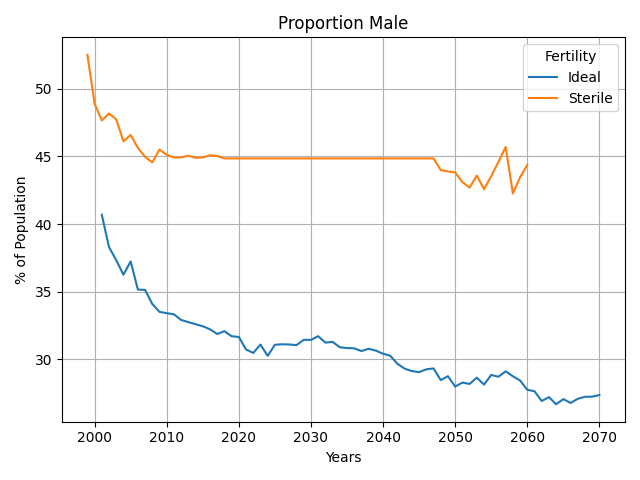 Proportion Male
% of Population
50
45
40
35
30
Fertility
Ideal
Sterile
2000 2010 2020 2030 2040 2050 2060 2070
Years